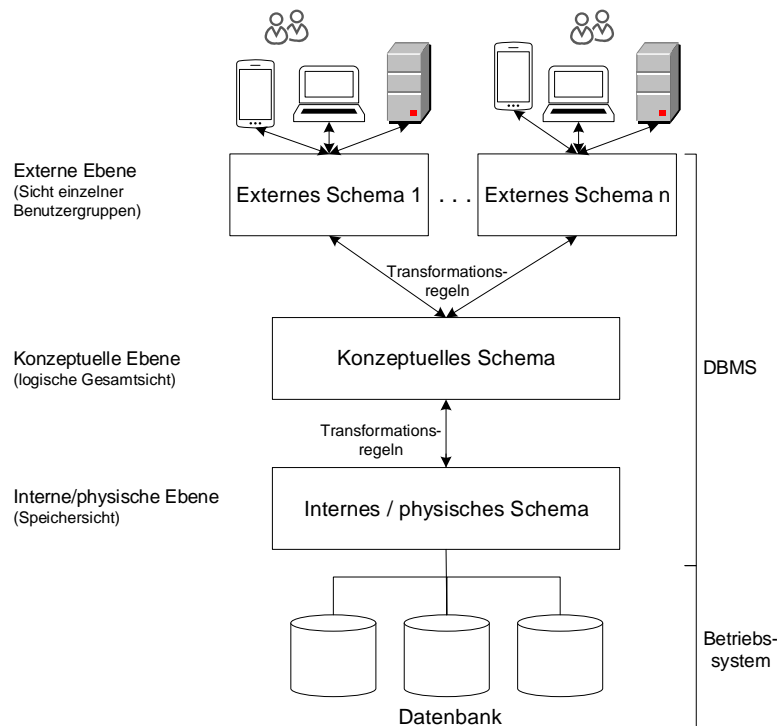 Externe Ebene
(Sicht einzelner
Benutzergruppen)
Externes Schema 1
. . .
Externes Schema n
Transformations-
regeln
Konzeptuelle Ebene
(logische Gesamtsicht)
Konzeptuelles Schema
DBMS
Transformations-
regeln
Interne/physische Ebene
(Speichersicht)
Internes / physisches Schema
Betriebs-
system
Datenbank